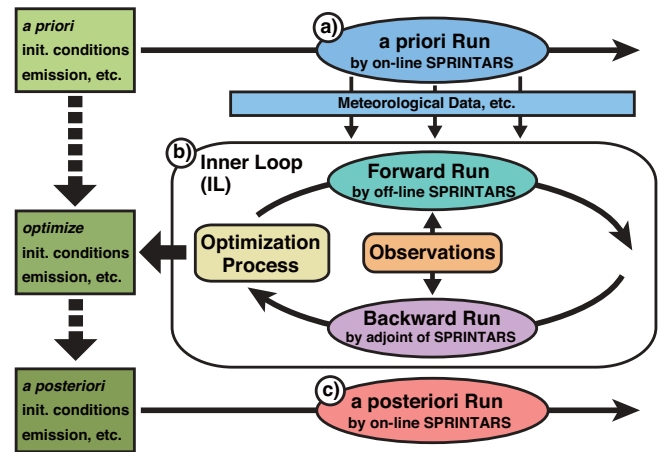 a priori
init. conditions
emission, etc.
a)
a priori Run
by on-line SPRINTARS
Meteorological Data, etc.
b)
Inner Loop
(IL)
Forward Run
by off-line SPRINTARS
optimize
init. conditions
emission, etc.
Optimization
Process
Observations
Backward Run
by adjoint of SPRINTARS
a posteriori
init. conditions
emission, etc.
c)
a posteriori Run
by on-line SPRINTARS